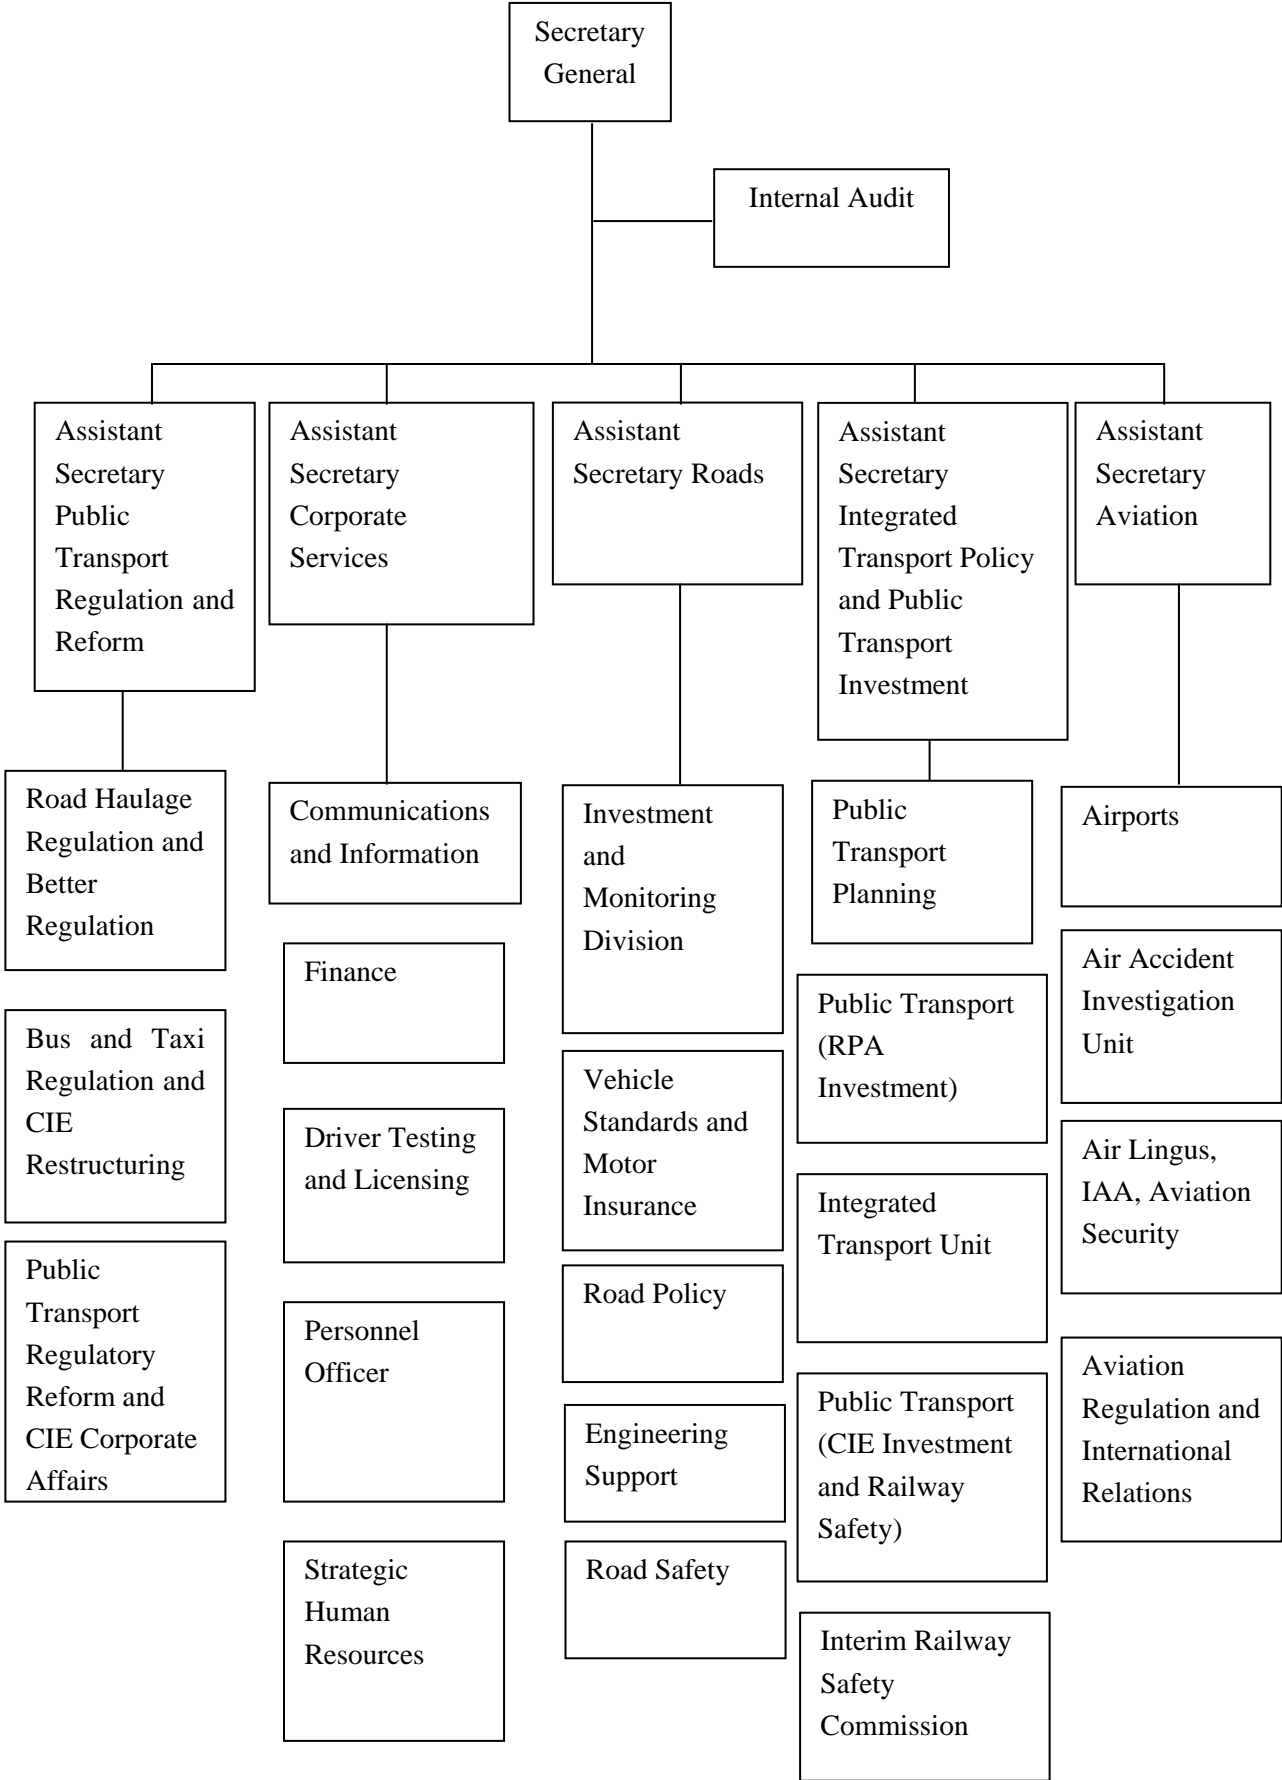 Secretary
General
Internal Audit
Assistant
Secretary
Public
Transport
Regulation and
Reform
Assistant
Secretary
Corporate
Services
Assistant
Secretary Roads
Assistant
Secretary
Integrated
Transport Policy
and Public
Transport
Investment
Assistant
Secretary
Aviation
Road Haulage
Regulation and
Better
Regulation
Bus and Taxi
Regulation and
CIE
Restructuring
Public
Transport
Regulatory
Reform and
CIE Corporate
Affairs
Communications
and Information
Finance
Driver Testing
and Licensing
Personnel
Officer
Strategic
Human
Resources
Investment
and
Monitoring
Division
Vehicle
Standards and
Motor
Insurance
Road Policy
Engineering
Support
Road Safety
Public
Transport
Planning
Public Transport
(RPA
Investment)
Integrated
Transport Unit
Public Transport
(CIE Investment
and Railway
Safety)
Interim Railway
Safety
Commission
Airports
Air Accident
Investigation
Unit
Air Lingus,
IAA, Aviation
Security
Aviation
Regulation and
International
Relations